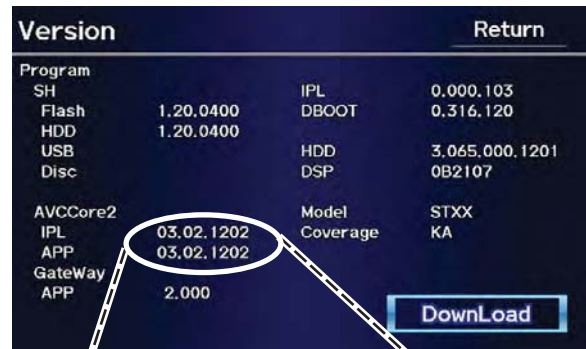 Version Return
Program
SH IPL 0.000.103
Flash 1.20.0400 DBOOT 0.316.120
HDD 1.20.0400
USB HDD 3.065.000.1201
Disc DSP 0B2107
AVCCore2 Model STXX
IPL 03.02.1202 Coverage KA
APP 03.02.1202
GateWay
APP 2.000
DownLoad